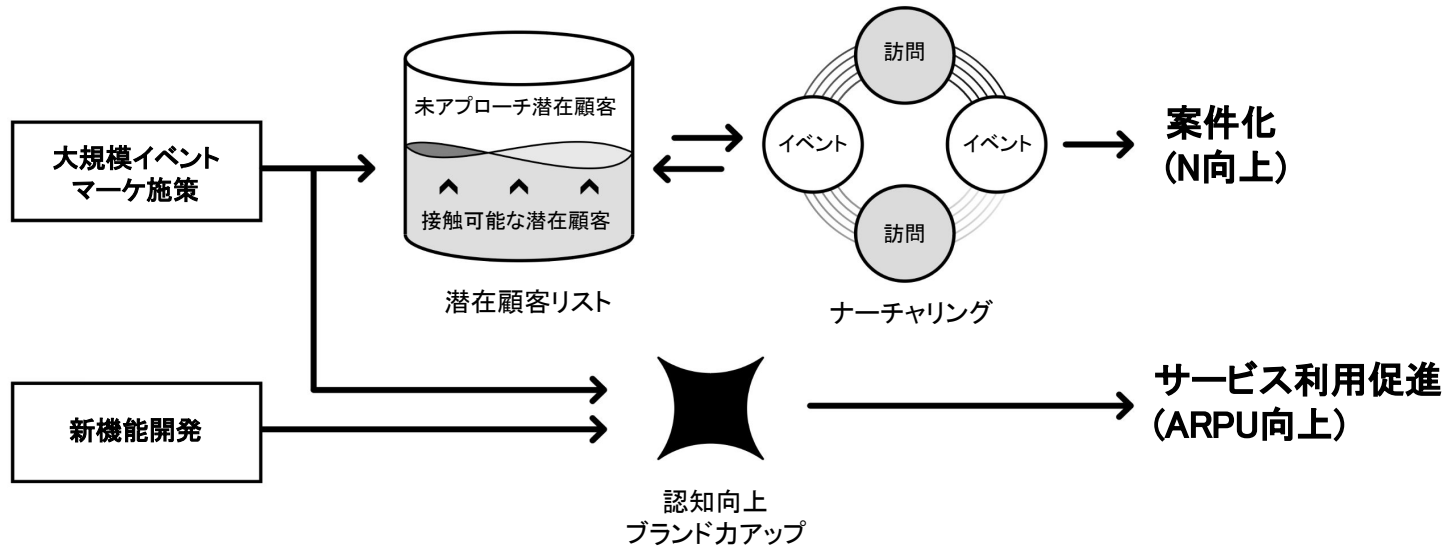 大規模イベント
マーケ施策
未アプローチ潜在顧客
接触可能な潜在顧客
潜在顧客リスト
訪問
イベント
イベント
訪問
ナーチャリング
案件化
(N向上)
新機能開発
認知向上
ブランド力アップ
サービス利用促進
(ARPU向上)